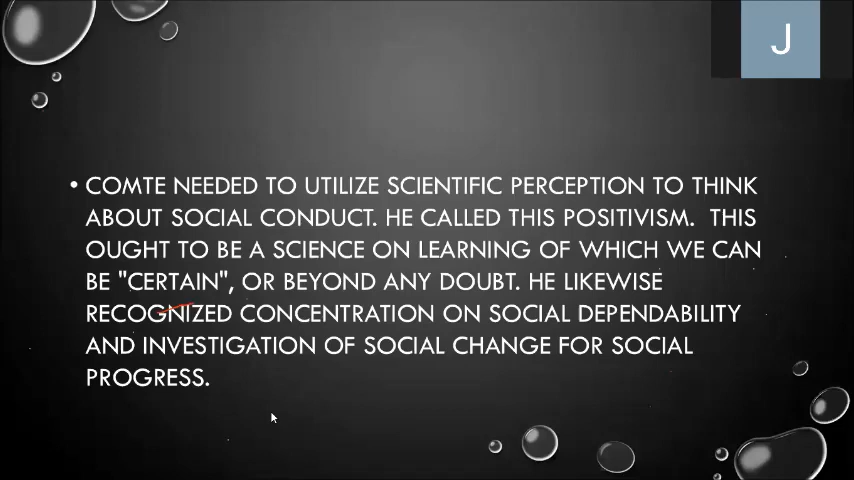 J
• COMTE NEEDED TO UTILIZE SCIENTIFIC PERCEPTION TO THINK
ABOUT SOCIAL CONDUCT. HE CALLED THIS POSITIVISM.  THIS
OUGHT TO BE A SCIENCE ON LEARNING OF WHICH WE CAN
BE "CERTAIN", OR BEYOND ANY DOUBT. HE LIKEWISE
RECOGNIZED CONCENTRATION ON SOCIAL DEPENDABILITY
AND INVESTIGATION OF SOCIAL CHANGE FOR SOCIAL
PROGRESS.